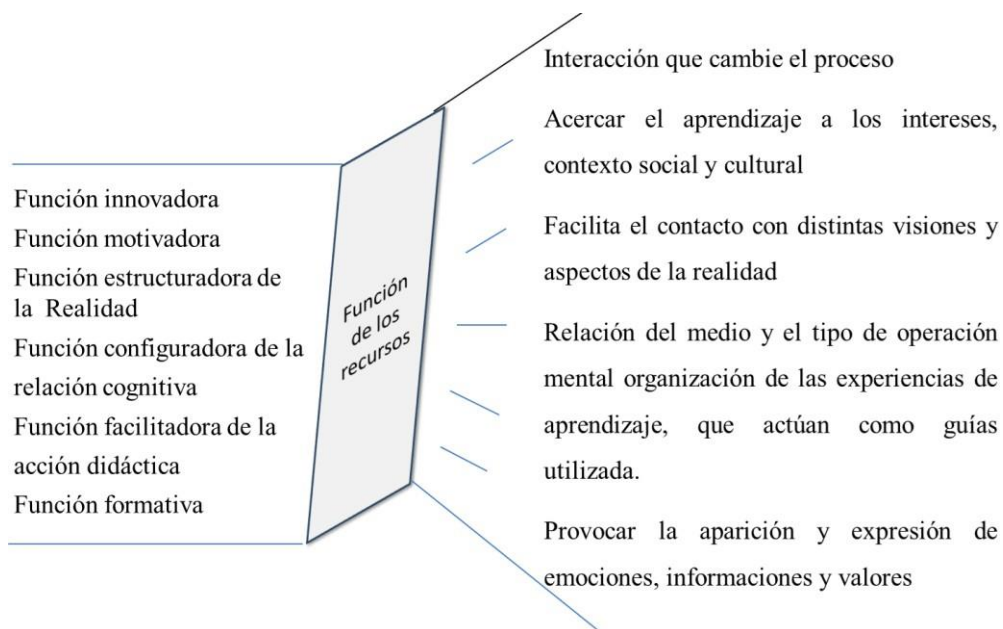 Función innovadora
Función motivadora
Función estructuradora de
la Realidad
Función configuradora de la
relación cognitiva
Función facilitadora de la
acción didáctica
Función formativa
Función
de los
recursos
Interacción que cambie el proceso
Acercar el aprendizaje a los intereses,
contexto social y cultural
Facilita el contacto con distintas visiones y
aspectos de la realidad
Relación del medio y el tipo de operación
mental organización de las experiencias de
aprendizaje, que actúan como guías
utilizada.
Provocar la aparición y expresión de
emociones, informaciones y valores